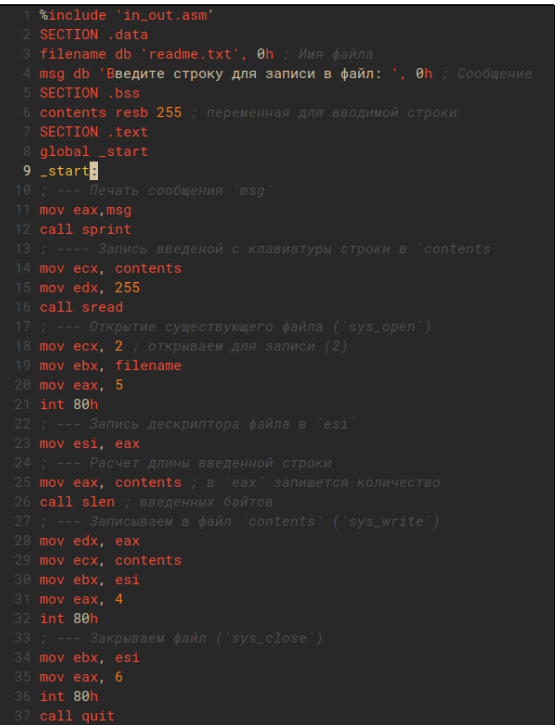 1 %include 'in_out.asm'
2 SECTION .data
3 filename db 'readme.txt', 0h ; Имя файла
4 msg db 'Введите строку для записи в файл: ', 0h ; Сообщение
5 SECTION .bss
6 contents resb 255 ; переменная для вводимой строки
7 SECTION .text
8 global _start
9 _start:
10 ; --- Печать сообщения `msg`
11 mov eax,msg
12 call sprint
13 ; ---- Запись введеной с клавиатуры строки в `contents`
14 mov ecx, contents
15 mov edx, 255
16 call sread
17 ; --- Открытие существующего файла (`sys_open`)
18 mov ecx, 2 ; открываем для записи (2)
19 mov ebx, filename
20 mov eax, 5
21 int 80h
22 ; --- Запись дескриптора файла в `esi`
23 mov esi, eax
24 ; --- Расчет длины введенной строки
25 mov eax, contents ; в `eax` запишется количество
26 call slen ; введенных байтов
27 ; --- Записываем в файл `contents` (`sys_write`)
28 mov edx, eax
29 mov ecx, contents
30 mov ebx, esi
31 mov eax, 4
32 int 80h
33 ; --- Закрываем файл (`sys_close`)
34 mov ebx, esi
35 mov eax, 6
36 int 80h
37 call quit